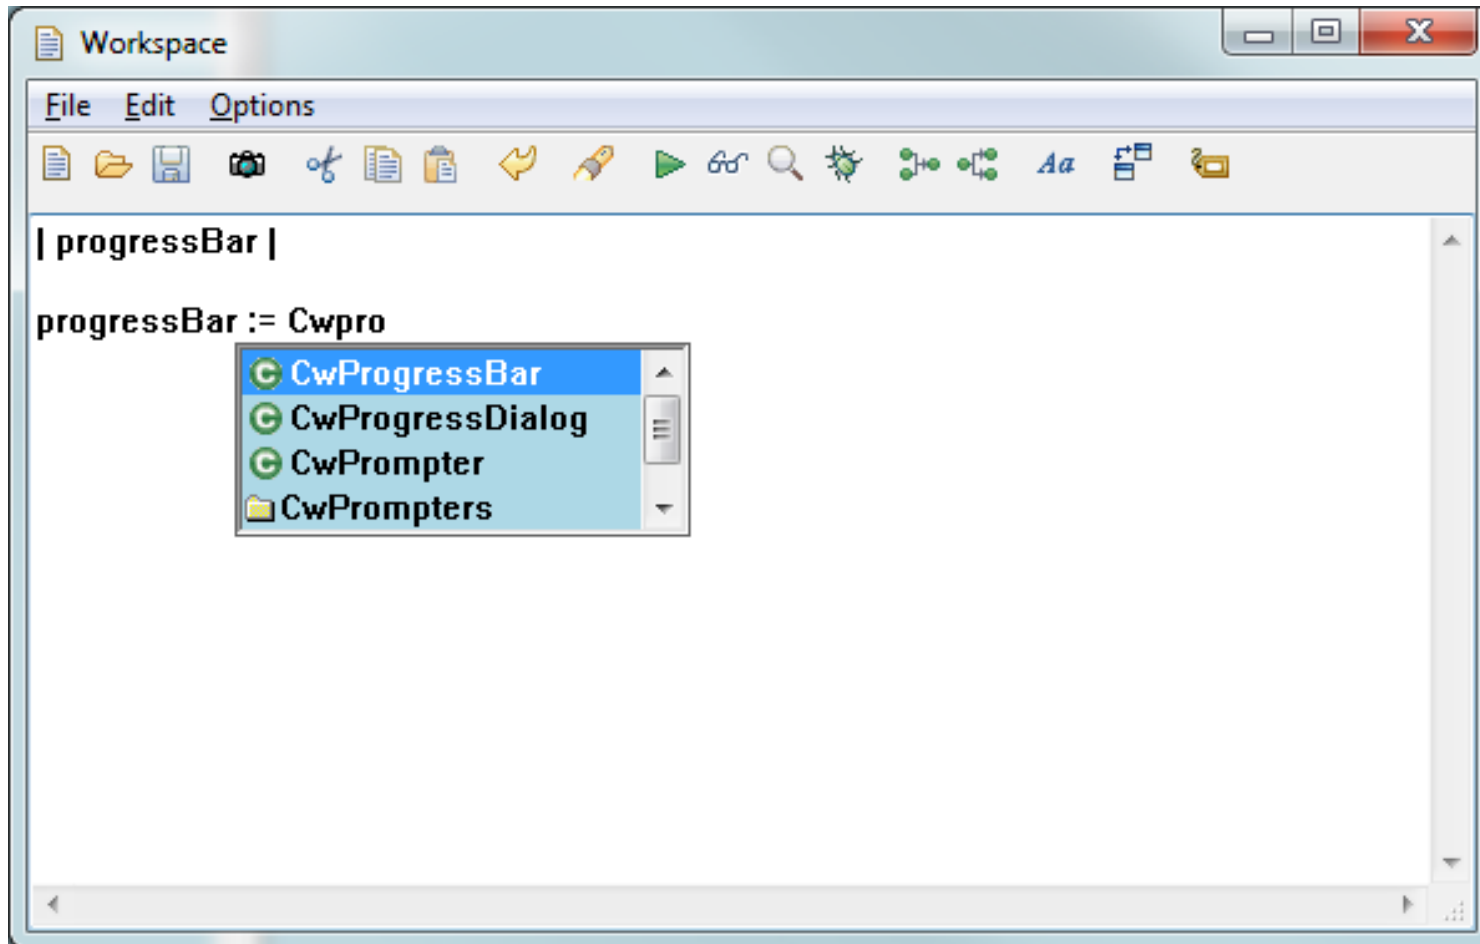 Workspace
File Edit Options
Aa
| progressBar |
progressBar := Cwpro
CwProgressBar
CwProgressDialog
CwPrompter
CwPrompters